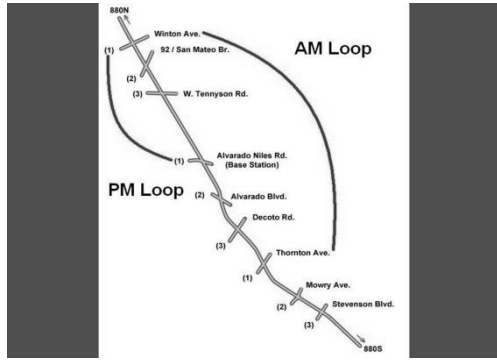 880N
Winton Ave.
AM Loop
(1)
92 / San Mateo Br.
(2)
(3)
W. Tennyson Rd.
(1)
Alvarado Niles Rd.
(Base Station)
PM Loop
(2)
Alvarado Blvd.
Decoto Rd.
(3)
Thornton Ave.
(1)
Mowry Ave.
(2)
Stevenson Blvd.
(3)
880S